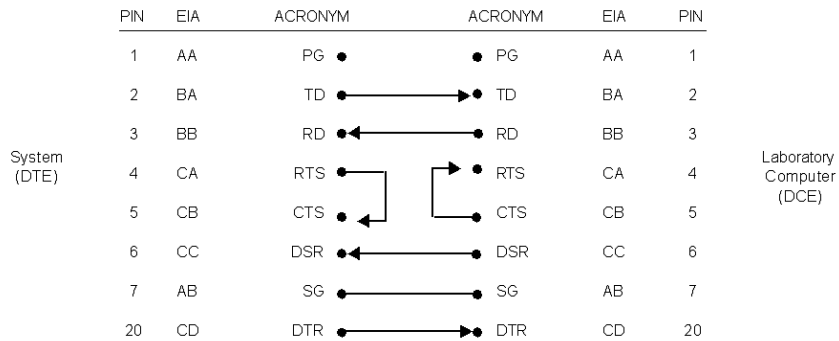 PIN EIA ACRONYM ACRONYM EIA PIN
1 AA PG PG AA 1
2 BA TD TD BA 2
3 BB RD RD BB 3
System
(DTE)
4 CA RTS RTS CA 4
Laboratory
Computer
(DCE)
5 CB CTS CTS CB 5
6 CC DSR DSR CC 6
7 AB SG SG AB 7
20 CD DTR DTR CD 20